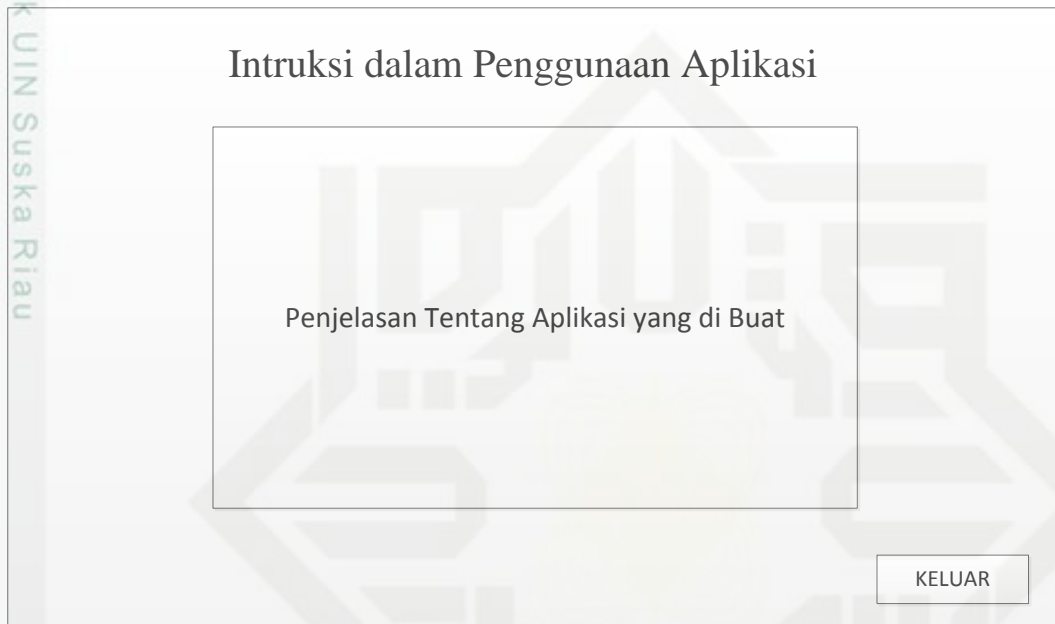 k UIN Suska Riau
Intruksi dalam Penggunaan Aplikasi
Penjelasan Tentang Aplikasi yang di Buat
KELUAR